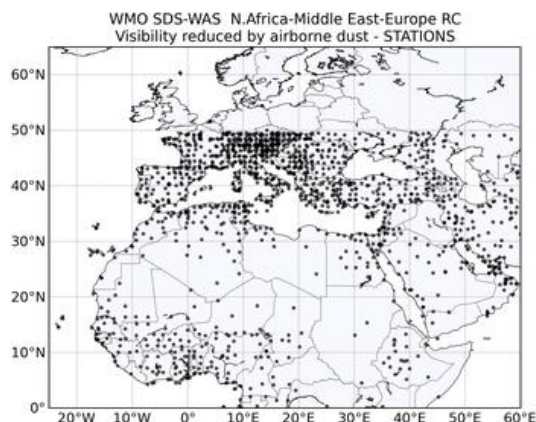 WMO SDS-WAS N.Africa-Middle East-Europe RC
Visibility reduced by airborne dust - STATIONS
60°N
50°N
40°N
30°N
20°N
10°N
0°
20°W 10°W 0° 10°E 20°E 30°E 40°E 50°E 60°E